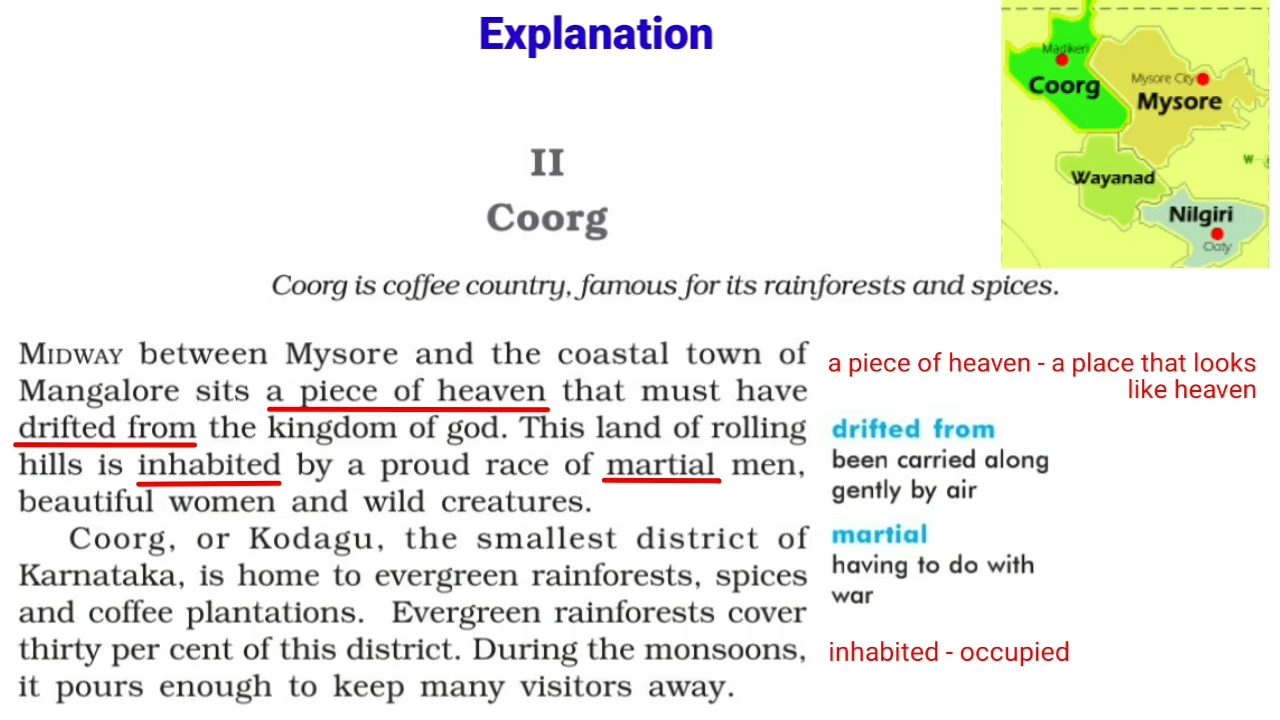 Explanation
Madikeri
Coorg
Mysore City
Mysore
Wayanad
Nilgiri
Ooty
W
II
Coorg
Coorg is coffee country, famous for its rainforests and spices.
MIDWAY between Mysore and the coastal town of
Mangalore sits a piece of heaven that must have
drifted from the kingdom of god. This land of rolling
hills is inhabited by a proud race of martial men,
beautiful women and wild creatures.
Coorg, or Kodagu, the smallest district of
Karnataka, is home to evergreen rainforests, spices
and coffee plantations. Evergreen rainforests cover
thirty per cent of this district. During the monsoons,
it pours enough to keep many visitors away.
a piece of heaven - a place that looks
like heaven
drifted from
been carried along
gently by air
martial
having to do with
war
inhabited - occupied